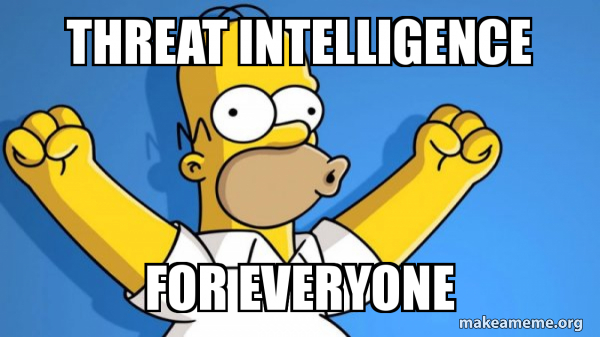 THREAT INTELLIGENCE
FOR EVERYONE
makeameme.org